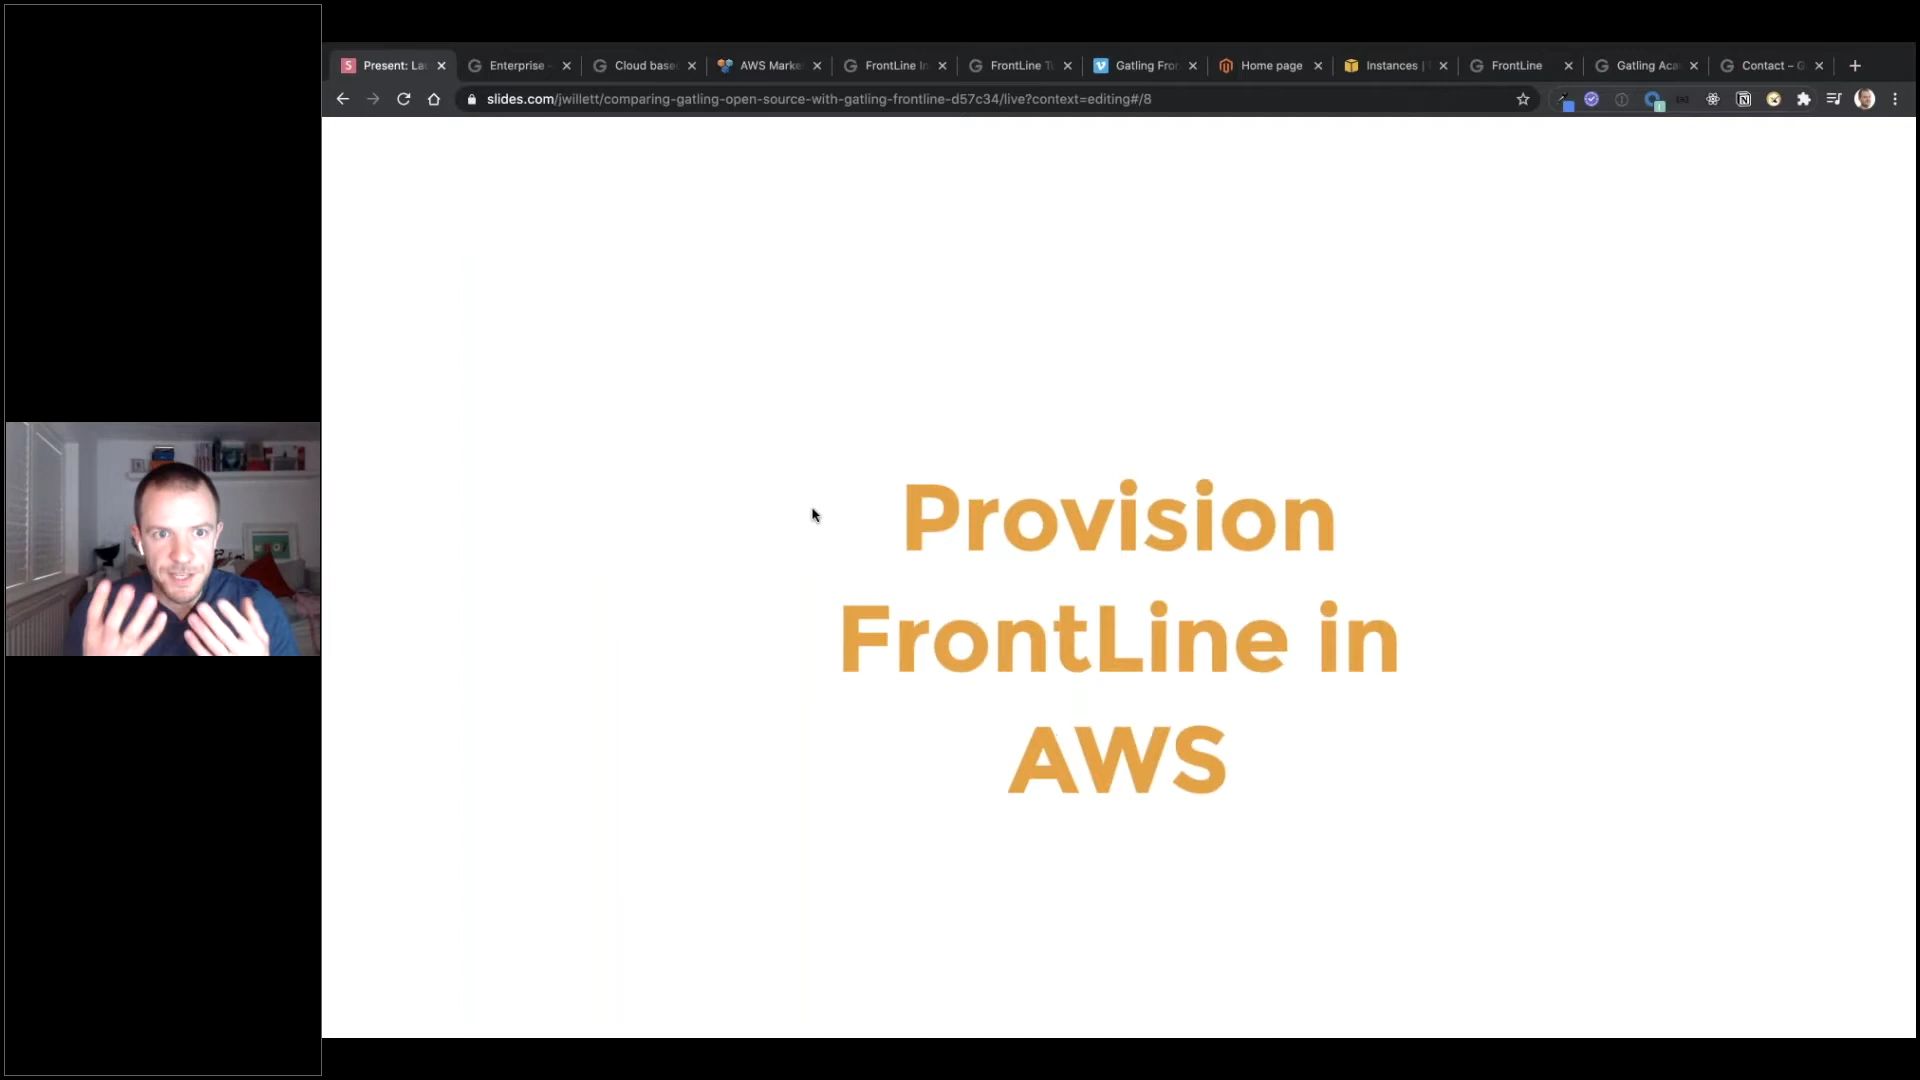 Present: La
Enterprise -
Cloud base
AWS Marke
FrontLine In
FrontLine Tu
Gatling Fron
Home page
Instances |
FrontLine
Gatling Aca
Contact – G
slides.com/jwillett/comparing-gatling-open-source-with-gatling-frontline-d57c34/live?context=editing#/8
Provision
FrontLine in
AWS